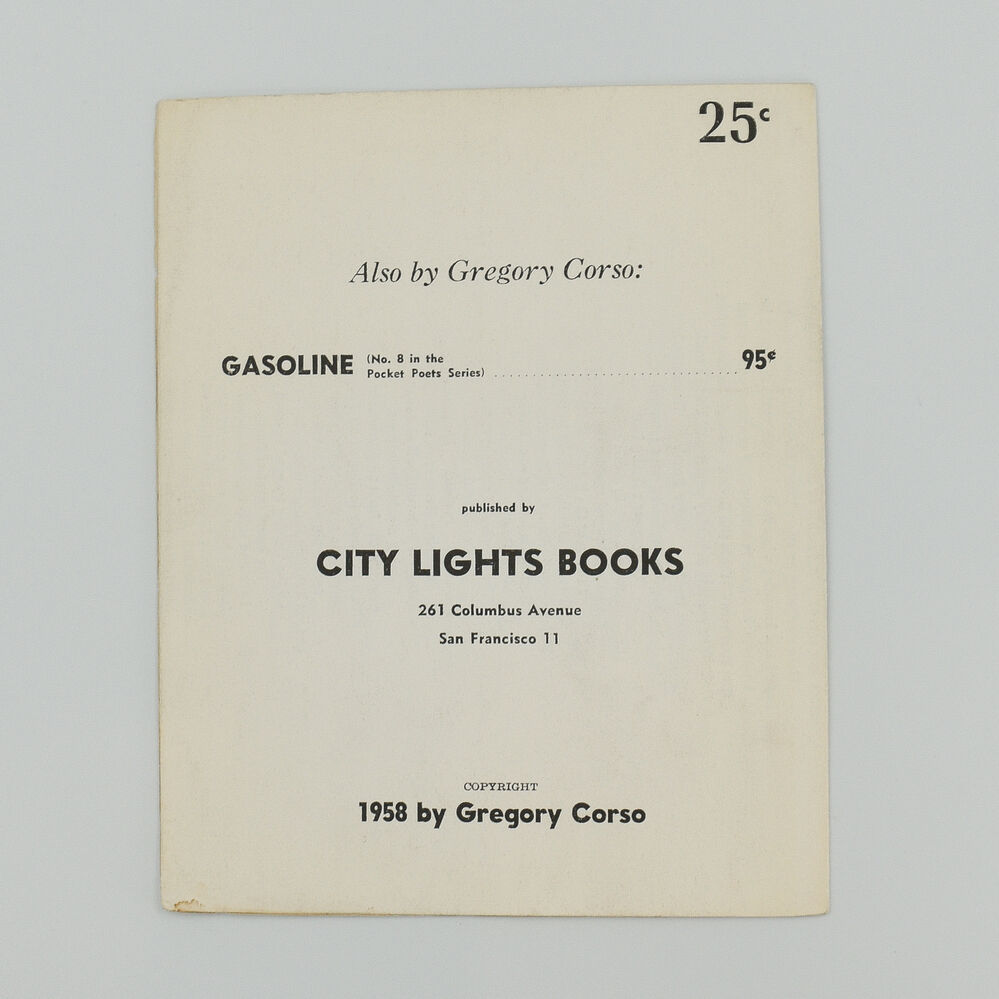 25c
Also by Gregory Corso:
GASOLINE (No. 8 in the
Pocket Poets Series) ........................................ 95¢
published by
CITY LIGHTS BOOKS
261 Columbus Avenue
San Francisco 11
COPYRIGHT
1958 by Gregory Corso